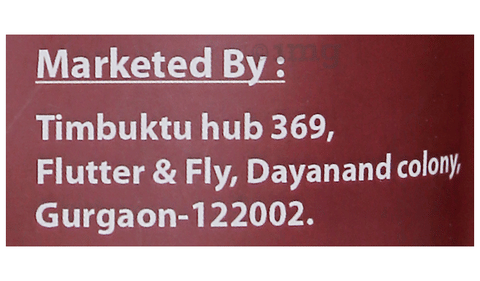 Marketed By :
Timbuktu hub 369,
Flutter & Fly, Dayanand colony,
Gurgaon-122002.